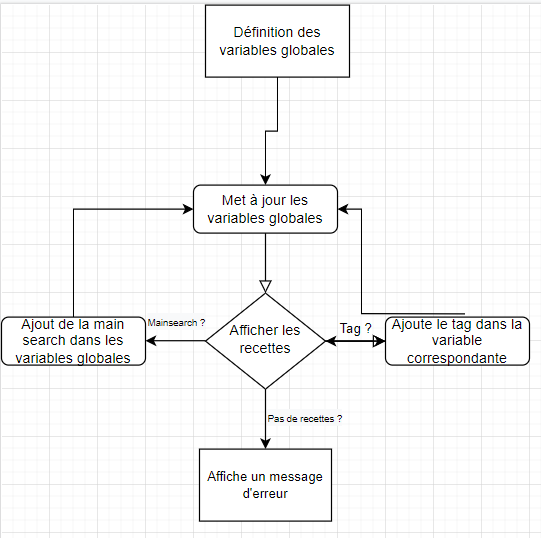 Définition des
variables globales
Met à jour les
variables globales
Ajout de la main
search dans les
variables globales
Mainsearch ?
Afficher les
recettes
Tag ?
Ajoute le tag dans la
variable
correspondante
Pas de recettes ?
Affiche un message
d'erreur